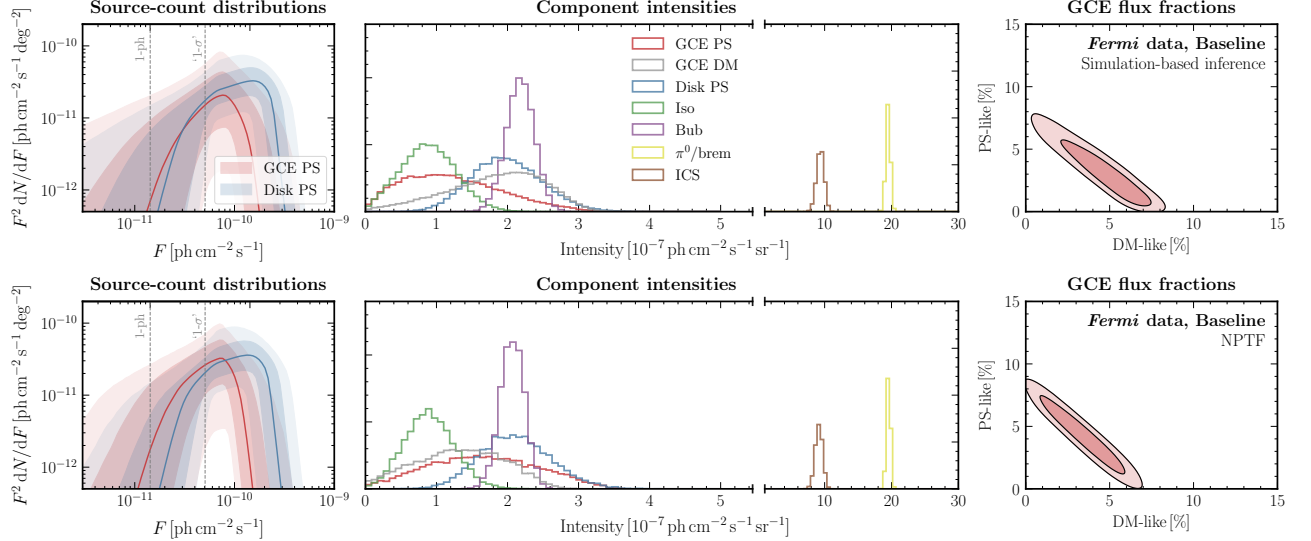 Source-count distributions
Component intensities
GCE flux fractions
F² dN/dF [ph cm⁻² s⁻¹ deg⁻²]
10⁻¹⁰
10⁻¹¹
10⁻¹²
1-ph
'1-σ'
GCE PS
Disk PS
10⁻¹¹
10⁻¹⁰
10⁻⁹
F [ph cm⁻² s⁻¹]
GCE PS
GCE DM
Disk PS
Iso
Bub
π⁰/brem
ICS
0
1
2
3
4
5
10
20
30
Intensity [10⁻⁷ ph cm⁻² s⁻¹ sr⁻¹]
Fermi data, Baseline
Simulation-based inference
PS-like [%]
15
10
5
0
0
5
10
15
DM-like [%]
Source-count distributions
Component intensities
GCE flux fractions
F² dN/dF [ph cm⁻² s⁻¹ deg⁻²]
10⁻¹⁰
10⁻¹¹
10⁻¹²
1-ph
'1-σ'
10⁻¹¹
10⁻¹⁰
10⁻⁹
F [ph cm⁻² s⁻¹]
0
1
2
3
4
5
10
20
30
Intensity [10⁻⁷ ph cm⁻² s⁻¹ sr⁻¹]
Fermi data, Baseline
NPTF
PS-like [%]
15
10
5
0
0
5
10
15
DM-like [%]